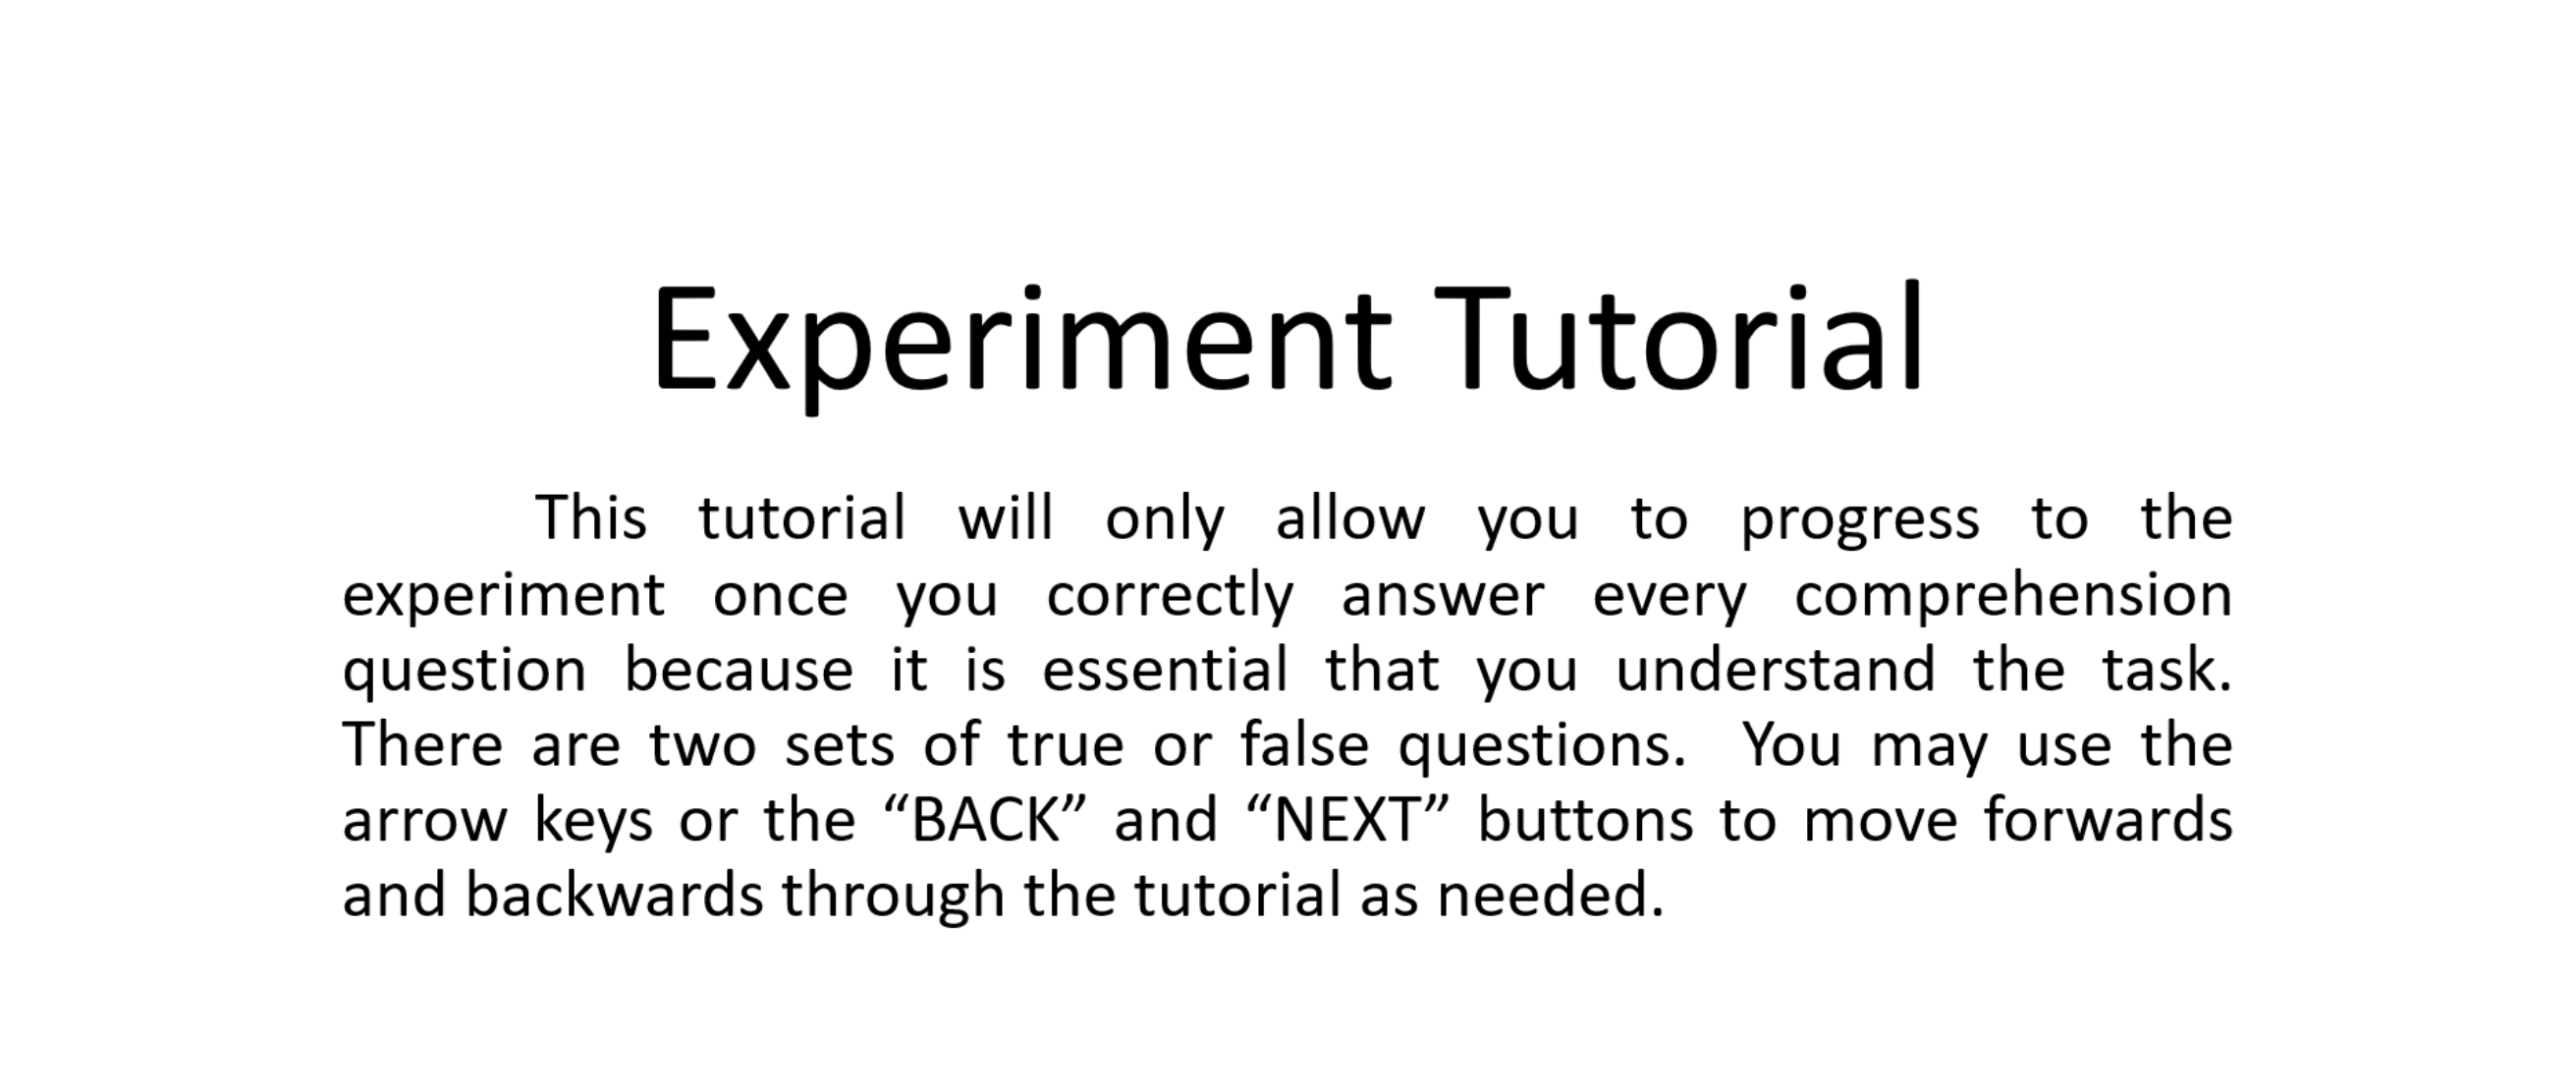 Experiment Tutorial
This tutorial will only allow you to progress to the
experiment once you correctly answer every comprehension
question because it is essential that you understand the task.
There are two sets of true or false questions.  You may use the
arrow keys or the “BACK” and “NEXT” buttons to move forwards
and backwards through the tutorial as needed.